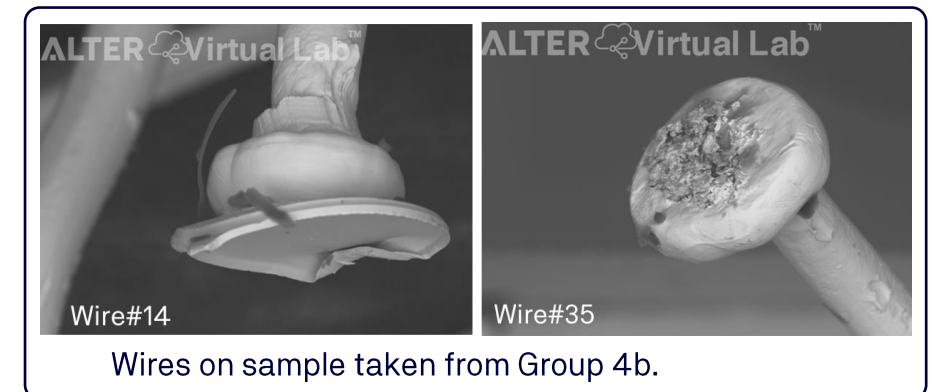 ALTER Virtual Lab™
ALTER Virtual Lab™
Wire#14
Wire#35
Wires on sample taken from Group 4b.